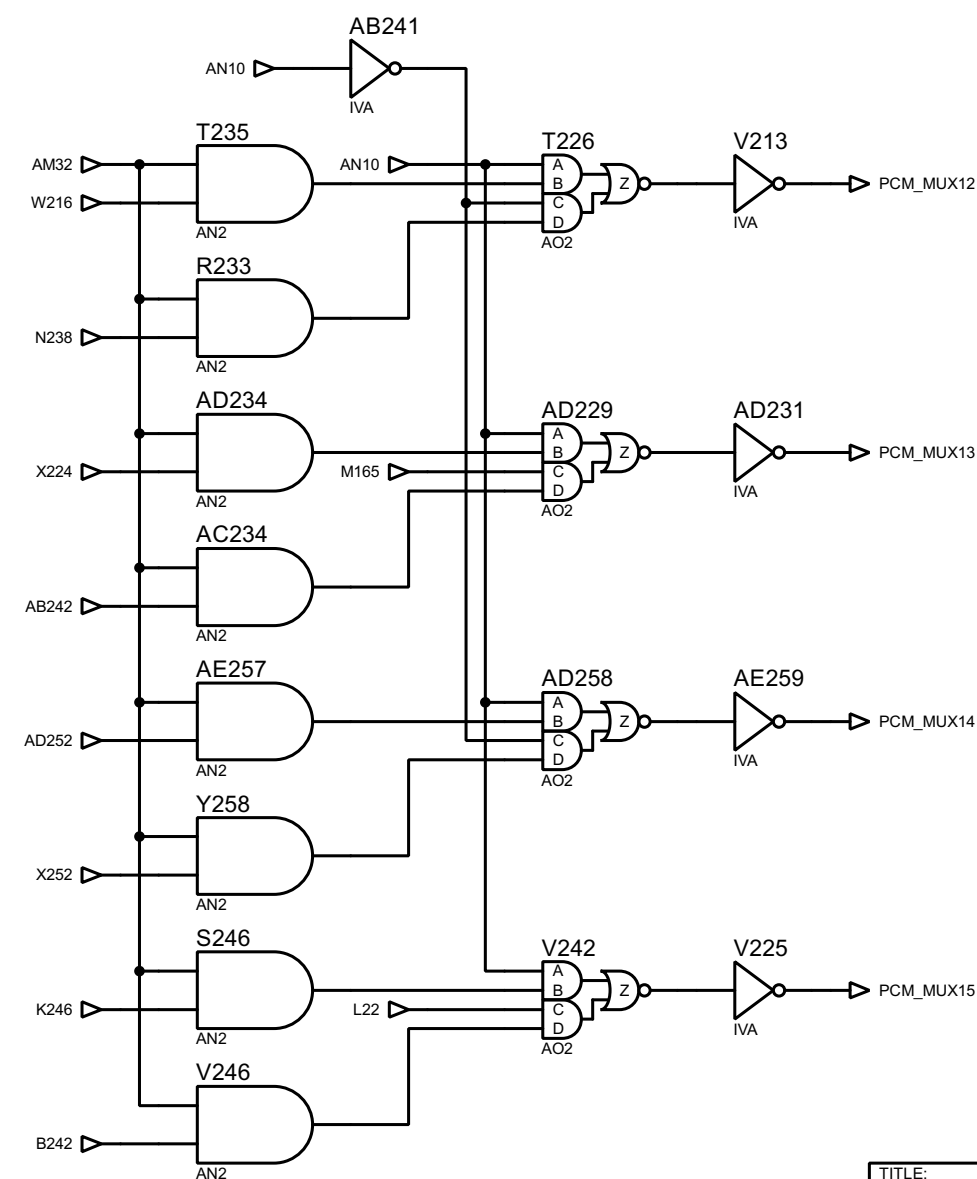 AB241
AN10
IVA
T235
T226
V213
AM32
AN10
A
B
C
D
Z
PCM_MUX12
W216
AN2
AO2
IVA
R233
N238
AN2
AD234
AD229
AD231
A
B
C
D
Z
PCM_MUX13
X224
M165
AN2
AO2
IVA
AC234
AB242
AN2
AE257
AD258
AE259
A
B
C
D
Z
PCM_MUX14
AD252
AN2
AO2
IVA
Y258
X252
AN2
S246
V242
V225
A
B
C
D
Z
PCM_MUX15
K246
L22
AN2
AO2
IVA
V246
B242
AN2
TITLE: